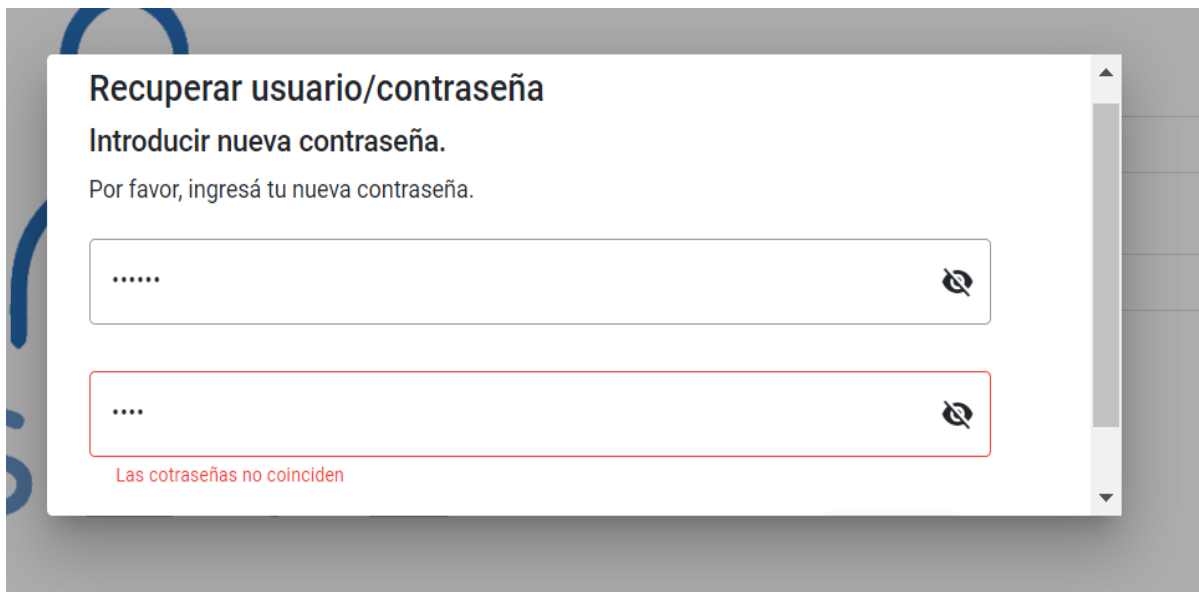 Recuperar usuario/contraseña
Introducir nueva contraseña.
Por favor, ingresá tu nueva contraseña.
••••••
••••
Las cotraseñas no coinciden